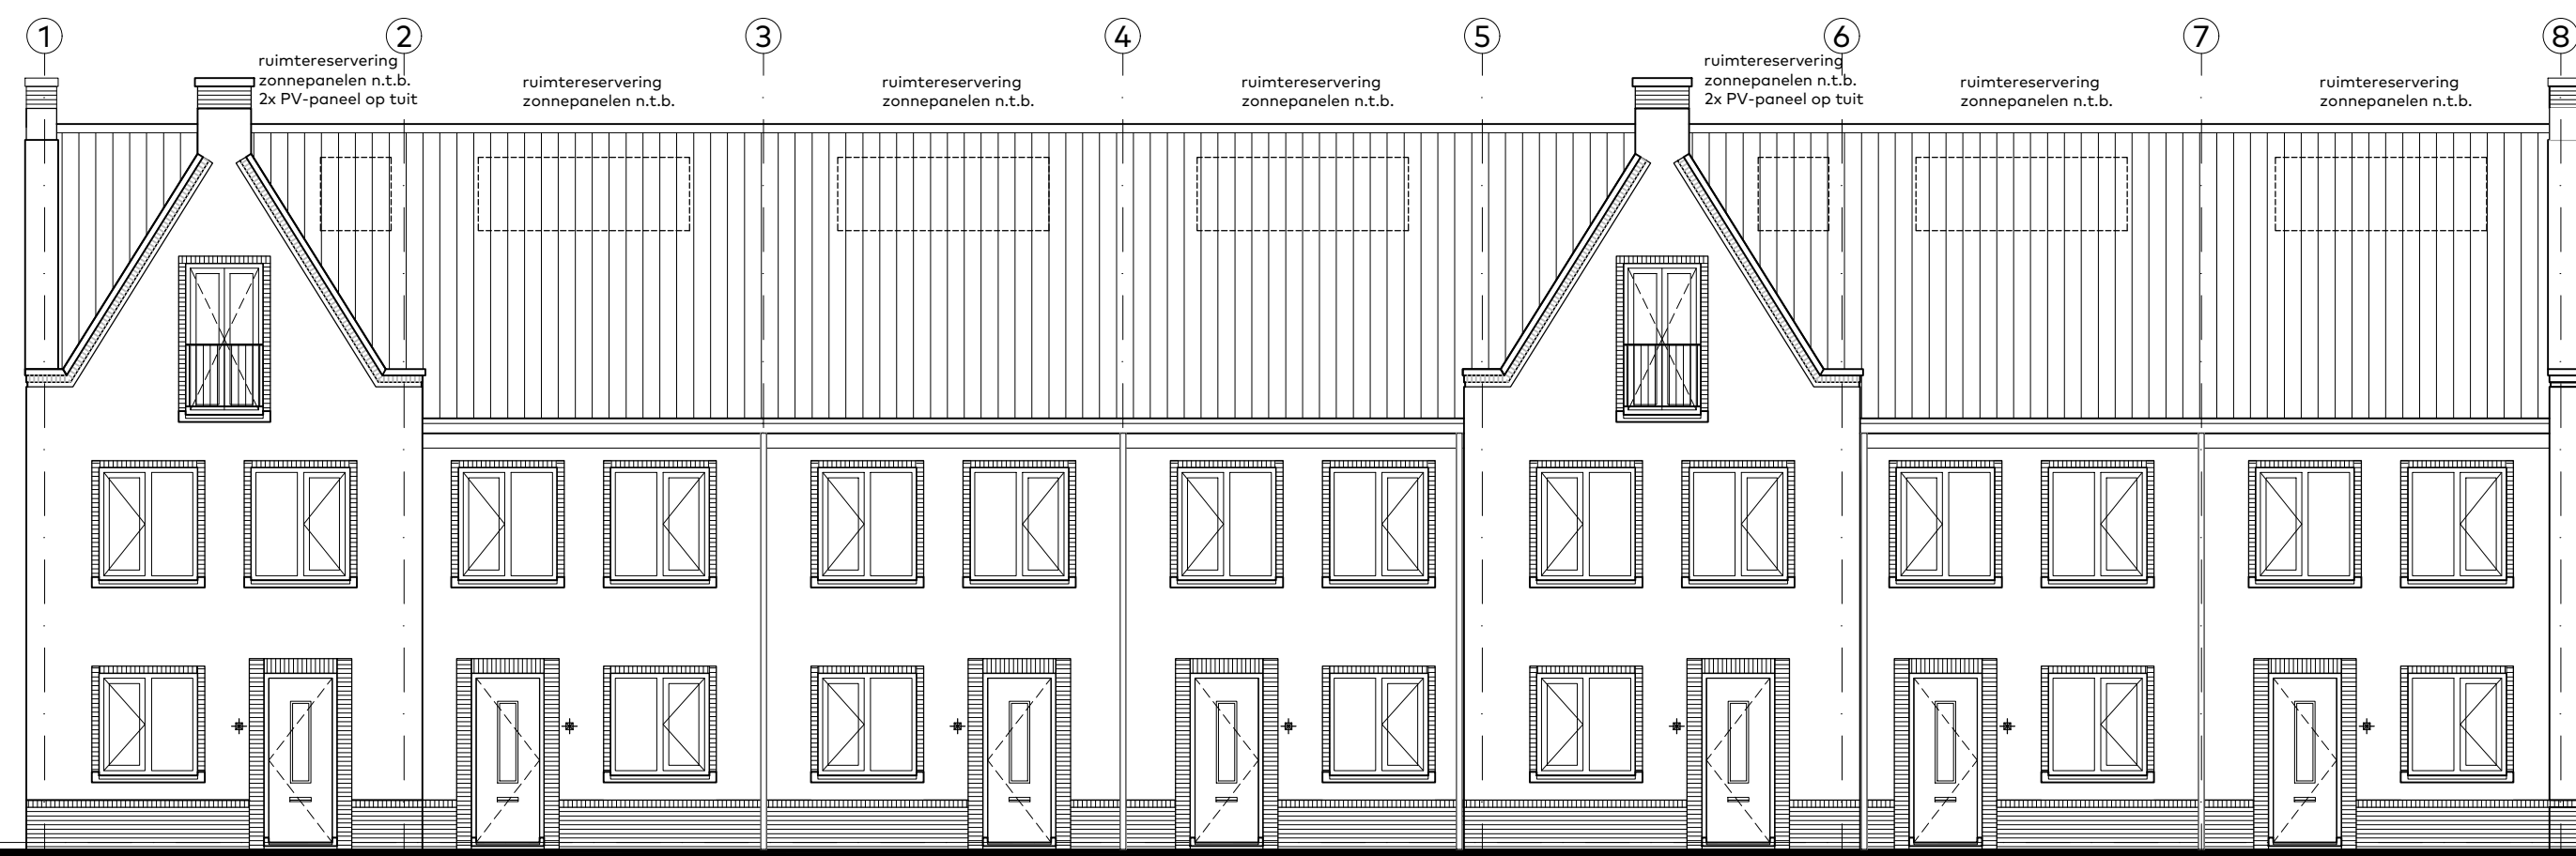 1
2
3
4
5
6
7
8
ruimtereservering
zonnepanelen n.t.b.
2x PV-paneel op tuit
ruimtereservering
zonnepanelen n.t.b.
ruimtereservering
zonnepanelen n.t.b.
ruimtereservering
zonnepanelen n.t.b.
ruimtereservering
zonnepanelen n.t.b.
2x PV-paneel op tuit
ruimtereservering
zonnepanelen n.t.b.
ruimtereservering
zonnepanelen n.t.b.